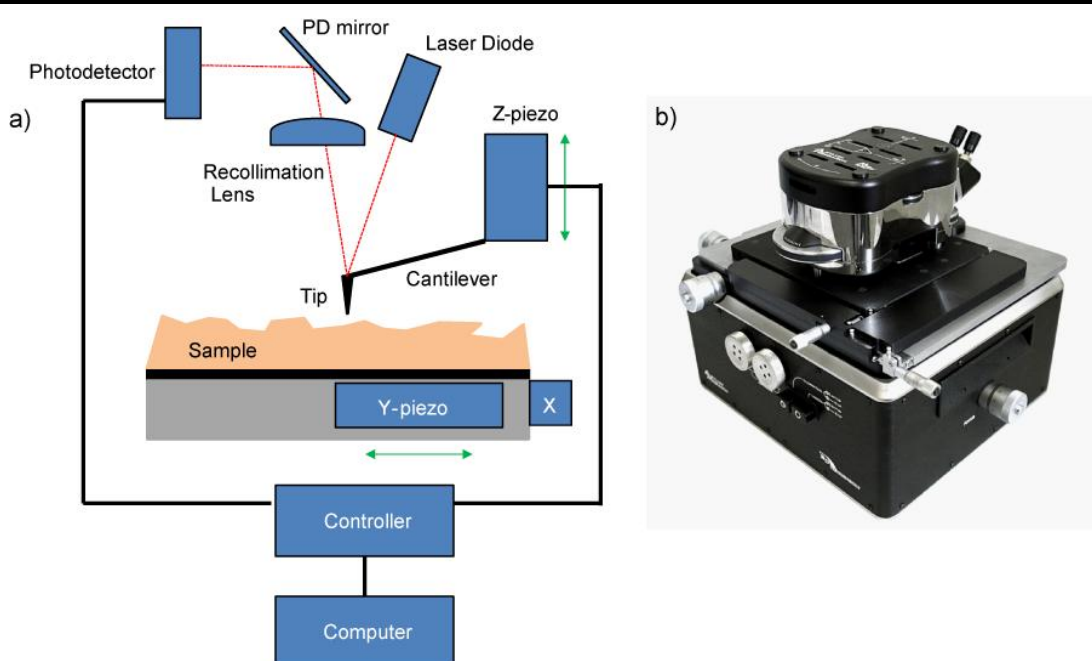 PD mirror
Laser Diode
Photodetector
a)
Z-piezo
b)
Recollimation
Lens
Cantilever
Tip
Sample
Y-piezo
X
Controller
Computer